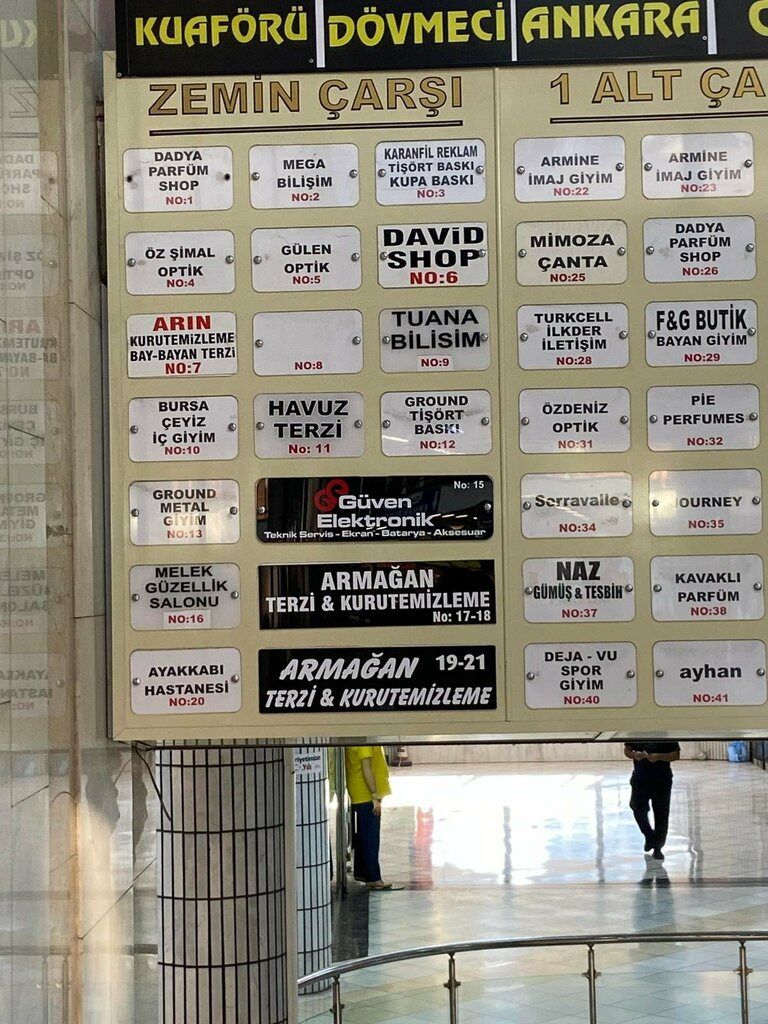 KUAFÖRÜ
DÖVMECİ
ANKARA
ZEMİN ÇARŞI
DADYA
PARFÜM
SHOP
NO:1
MEGA
BİLİŞİM
NO:2
KARANFİL REKLAM
TİŞÖRT BASKI
KUPA BASKI
NO:3
ÖZ ŞİMAL
OPTİK
NO:4
GÜLEN
OPTİK
NO:5
DAVİD
SHOP
NO:6
ARIN
KURUTEMİZLEME
BAY-BAYAN TERZİ
NO:7
NO:8
TUANA
BİLİSİM
NO:9
BURSA
ÇEYİZ
İÇ GİYİM
NO:10
HAVUZ
TERZİ
No: 11
GROUND
TİŞÖRT
BASKI
NO:12
GROUND
METAL
GİYİM
NO:13
No: 15
Güven
Elektronik
Teknik Servis - Ekran - Batarya - Aksesuar
MELEK
GÜZELLİK
SALONU
NO:16
ARMAĞAN
TERZİ & KURUTEMİZLEME
No: 17-18
AYAKKABI
HASTANESİ
NO:20
ARMAĞAN 19-21
TERZİ & KURUTEMİZLEME
1 ALT ÇA
ARMİNE
İMAJ GİYİM
NO:22
ARMİNE
İMAJ GİYİM
NO:23
MİMOZA
ÇANTA
NO:25
DADYA
PARFÜM
SHOP
NO:26
TURKCELL
İLKDER
İLETİŞİM
NO:28
F&G BUTİK
BAYAN GİYİM
NO:29
ÖZDENİZ
OPTİK
NO:31
PIE
PERFUMES
NO:32
Serravalle
NO:34
JOURNEY
NO:35
NAZ
GÜMÜŞ & TESBİH
NO:37
KAVAKLI
PARFÜM
NO:38
DEJA - VU
SPOR
GİYİM
NO:40
ayhan
NO:41